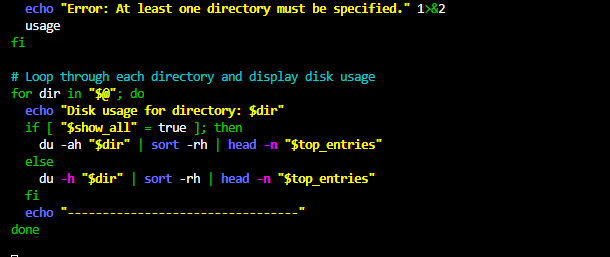 echo "Error: At least one directory must be specified." 1>&2
  usage
fi

# Loop through each directory and display disk usage
for dir in "$@"; do
  echo "Disk usage for directory: $dir"
  if [ "$show_all" = true ]; then
    du -ah "$dir" | sort -rh | head -n "$top_entries"
  else
    du -h "$dir" | sort -rh | head -n "$top_entries"
  fi
  echo "---------------------------------"
done